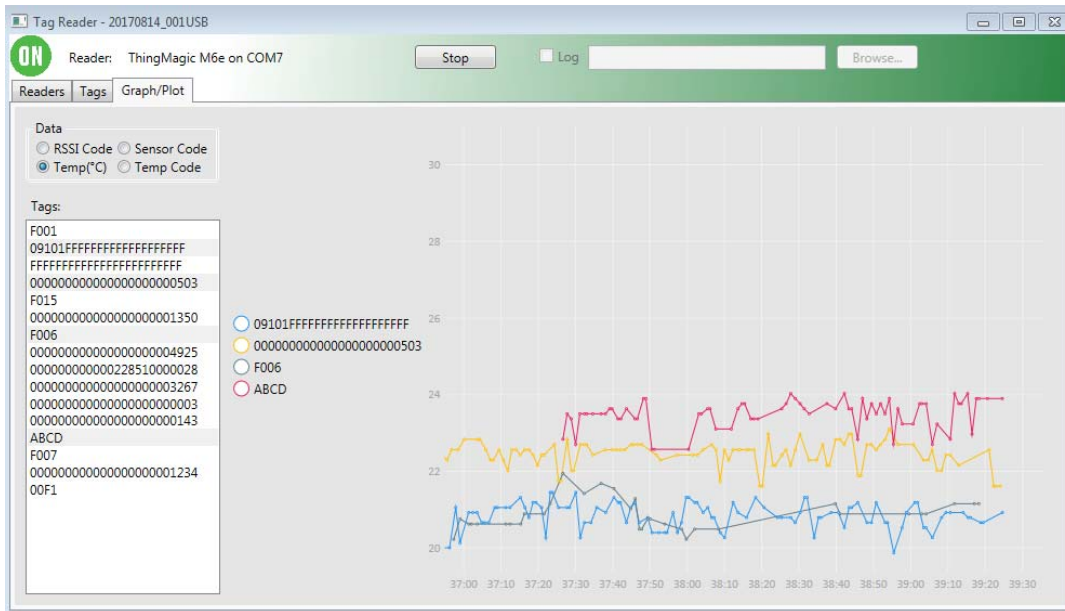 Tag Reader - 20170814_001USB
ON
Reader: ThingMagic M6e on COM7
Stop
Log
Browse...
Readers Tags Graph/Plot
Data
RSSI Code Sensor Code
Temp(°C) Temp Code
Tags:
F001
09101FFFFFFFFFFFFFFFFFFF
FFFFFFFFFFFFFFFFFFFFFFFF
000000000000000000000503
F015
000000000000000000001350
F006
000000000000000000004925
000000000000228510000028
000000000000000000003267
000000000000000000000003
000000000000000000000143
ABCD
F007
000000000000000000001234
00F1
09101FFFFFFFFFFFFFFFFFFF
000000000000000000000503
F006
ABCD
30
28
26
24
22
20
37:00 37:10 37:20 37:30 37:40 37:50 38:00 38:10 38:20 38:30 38:40 38:50 39:00 39:10 39:20 39:30